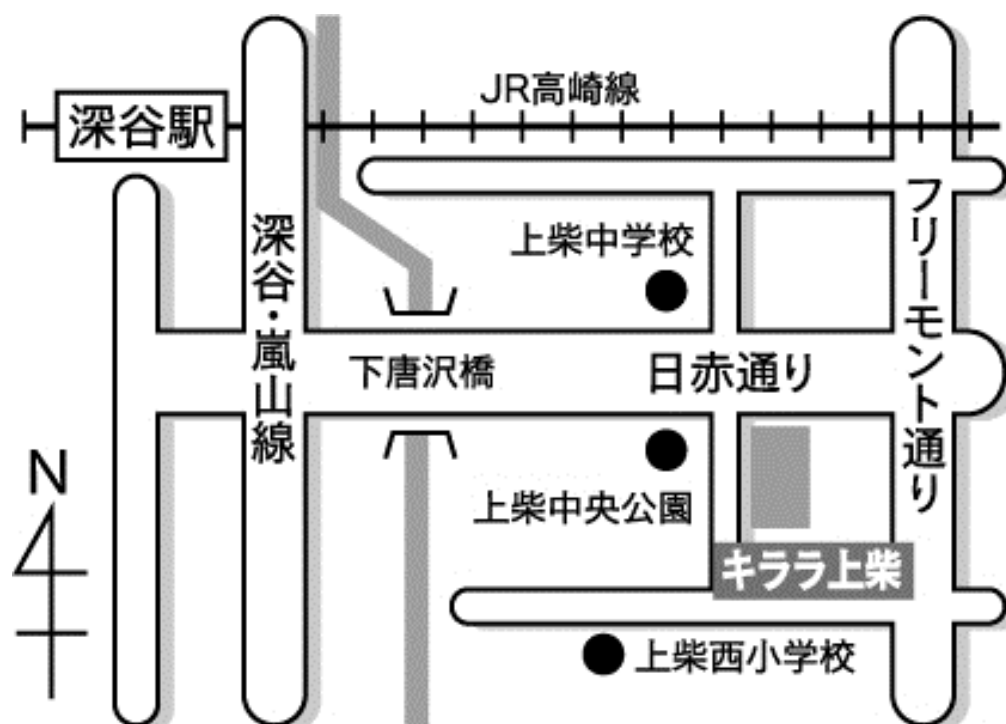 JR高崎線
深谷駅
深谷・嵐山線
フリーモント通り
上柴中学校
下唐沢橋
日赤通り
N
上柴中央公園
キララ上柴
上柴西小学校